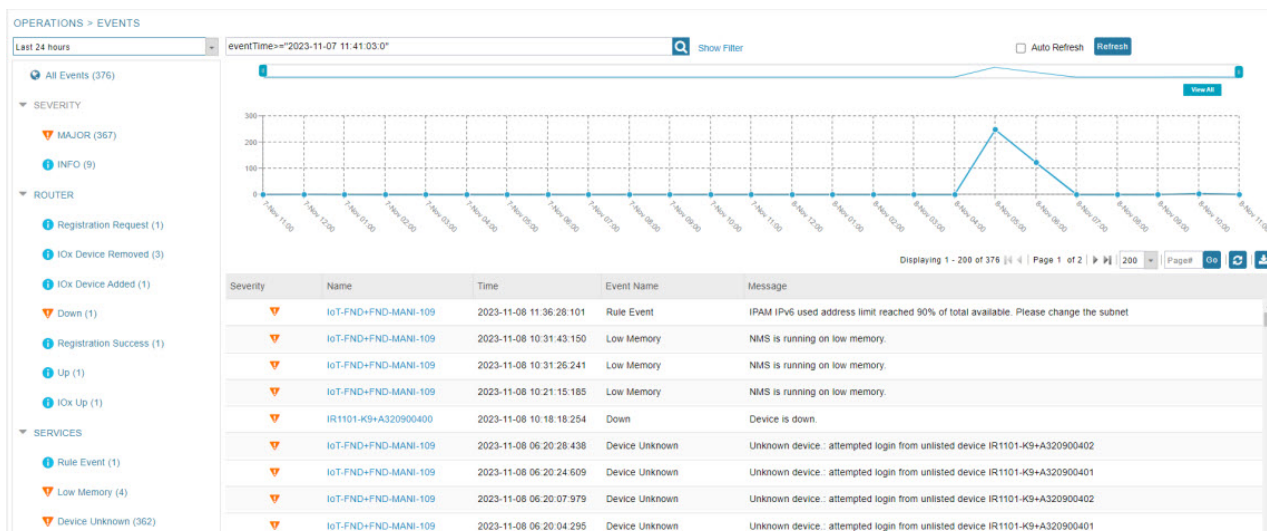 OPERATIONS > EVENTS
Last 24 hours
eventTime>="2023-11-07 11:41:03:0"
Show Filter
Auto Refresh
Refresh
All Events (376)
SEVERITY
MAJOR (367)
INFO (9)
ROUTER
Registration Request (1)
IOx Device Removed (3)
IOx Device Added (1)
Down (1)
Registration Success (1)
Up (1)
IOx Up (1)
SERVICES
Rule Event (1)
Low Memory (4)
Device Unknown (362)
View All
300
200
100
0
7-Nov 11:00
7-Nov 12:00
7-Nov 01:00
7-Nov 02:00
7-Nov 03:00
7-Nov 04:00
7-Nov 05:00
7-Nov 06:00
7-Nov 07:00
7-Nov 08:00
7-Nov 09:00
7-Nov 10:00
7-Nov 11:00
8-Nov 12:00
8-Nov 01:00
8-Nov 02:00
8-Nov 03:00
8-Nov 04:00
8-Nov 05:00
8-Nov 06:00
8-Nov 07:00
8-Nov 08:00
8-Nov 09:00
8-Nov 10:00
8-Nov 11:00
Displaying 1 - 200 of 376 | Page 1 of 2 | 200 | Page# Go
Severity Name Time Event Name Message
IoT-FND+FND-MANI-109 2023-11-08 11:36:28:101 Rule Event IPAM IPv6 used address limit reached 90% of total available. Please change the subnet
IoT-FND+FND-MANI-109 2023-11-08 10:31:43:150 Low Memory NMS is running on low memory.
IoT-FND+FND-MANI-109 2023-11-08 10:31:26:241 Low Memory NMS is running on low memory.
IoT-FND+FND-MANI-109 2023-11-08 10:21:15:185 Low Memory NMS is running on low memory.
IR1101-K9+A320900400 2023-11-08 10:18:18:254 Down Device is down.
IoT-FND+FND-MANI-109 2023-11-08 06:20:28:438 Device Unknown Unknown device.: attempted login from unlisted device IR1101-K9+A320900402
IoT-FND+FND-MANI-109 2023-11-08 06:20:24:609 Device Unknown Unknown device.: attempted login from unlisted device IR1101-K9+A320900401
IoT-FND+FND-MANI-109 2023-11-08 06:20:07:979 Device Unknown Unknown device.: attempted login from unlisted device IR1101-K9+A320900402
IoT-FND+FND-MANI-109 2023-11-08 06:20:04:295 Device Unknown Unknown device.: attempted login from unlisted device IR1101-K9+A320900401